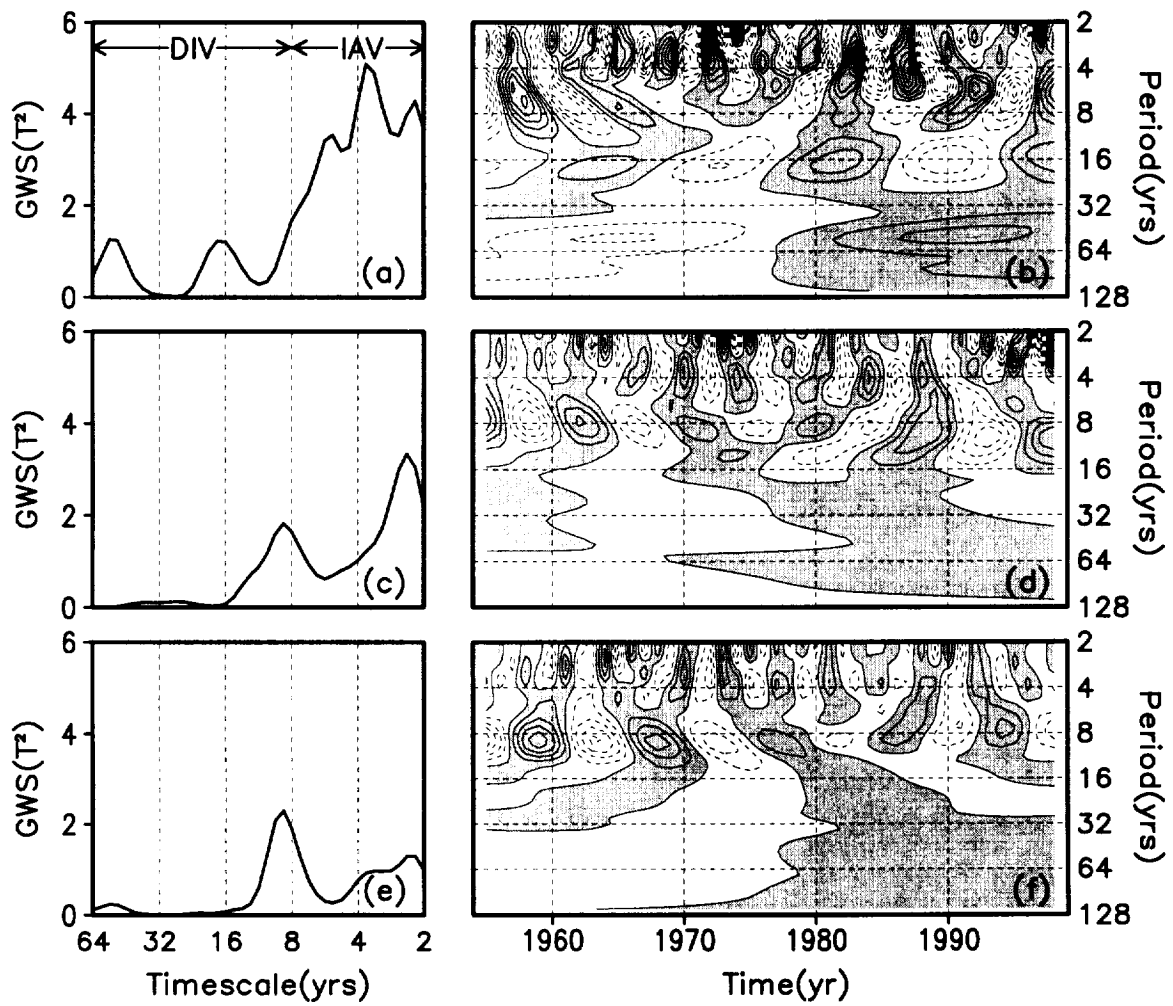 6
DIV
IAV
4
GWS(T²)
2
0
(a)
2
4
8
16
32
64
128
Period(yrs)
(b)
6
4
GWS(T²)
2
0
(c)
2
4
8
16
32
64
128
Period(yrs)
(d)
6
4
GWS(T²)
2
0
(e)
2
4
8
16
32
64
128
Period(yrs)
(f)
64 32 16 8 4 2
Timescale(yrs)
1960 1970 1980 1990
Time(yr)